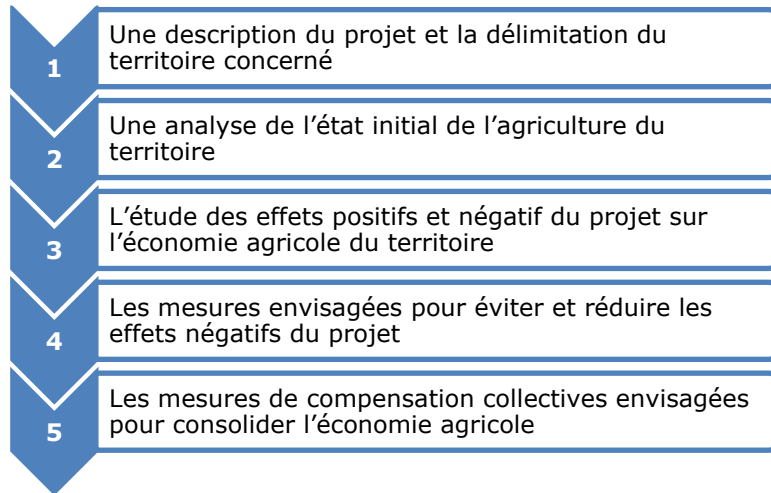 1
Une description du projet et la délimitation du
territoire concerné
2
Une analyse de l’état initial de l’agriculture du
territoire
3
L’étude des effets positifs et négatif du projet sur
l’économie agricole du territoire
4
Les mesures envisagées pour éviter et réduire les
effets négatifs du projet
5
Les mesures de compensation collectives envisagées
pour consolider l’économie agricole